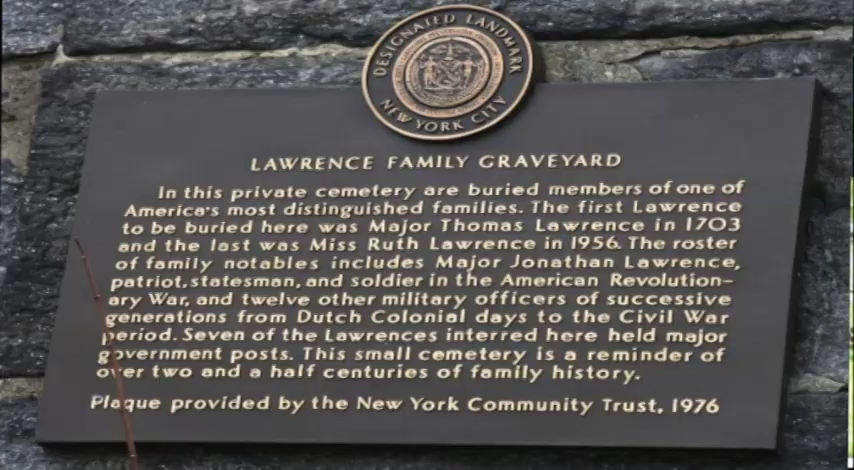 DESIGNATED LANDMARK
NEW YORK CITY
LAWRENCE FAMILY GRAVEYARD
In this private cemetery are buried members of one of
America's most distinguished families. The first Lawrence
to be buried here was Major Thomas Lawrence in 1703
and the last was Miss Ruth Lawrence in 1956. The roster
of family notables includes Major Jonathan Lawrence,
patriot, statesman, and soldier in the American Revolution-
ary War, and twelve other military officers of successive
generations from Dutch Colonial days to the Civil War
period. Seven of the Lawrences interred here held major
government posts. This small cemetery is a reminder of
over two and a half centuries of family history.
Plaque provided by the New York Community Trust, 1976